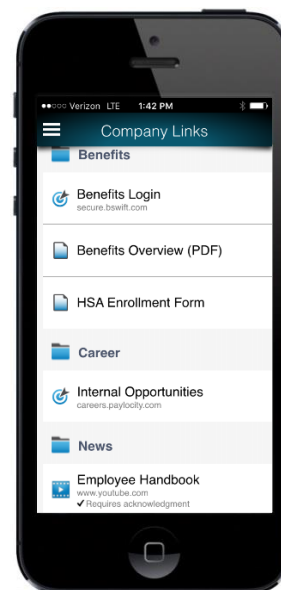 Verizon LTE 1:42 PM
Company Links
Benefits
Benefits Login
secure.bswift.com
Benefits Overview (PDF)
HSA Enrollment Form
Career
Internal Opportunities
careers.paylocity.com
News
Employee Handbook
www.youtube.com
✔Requires acknowledgment